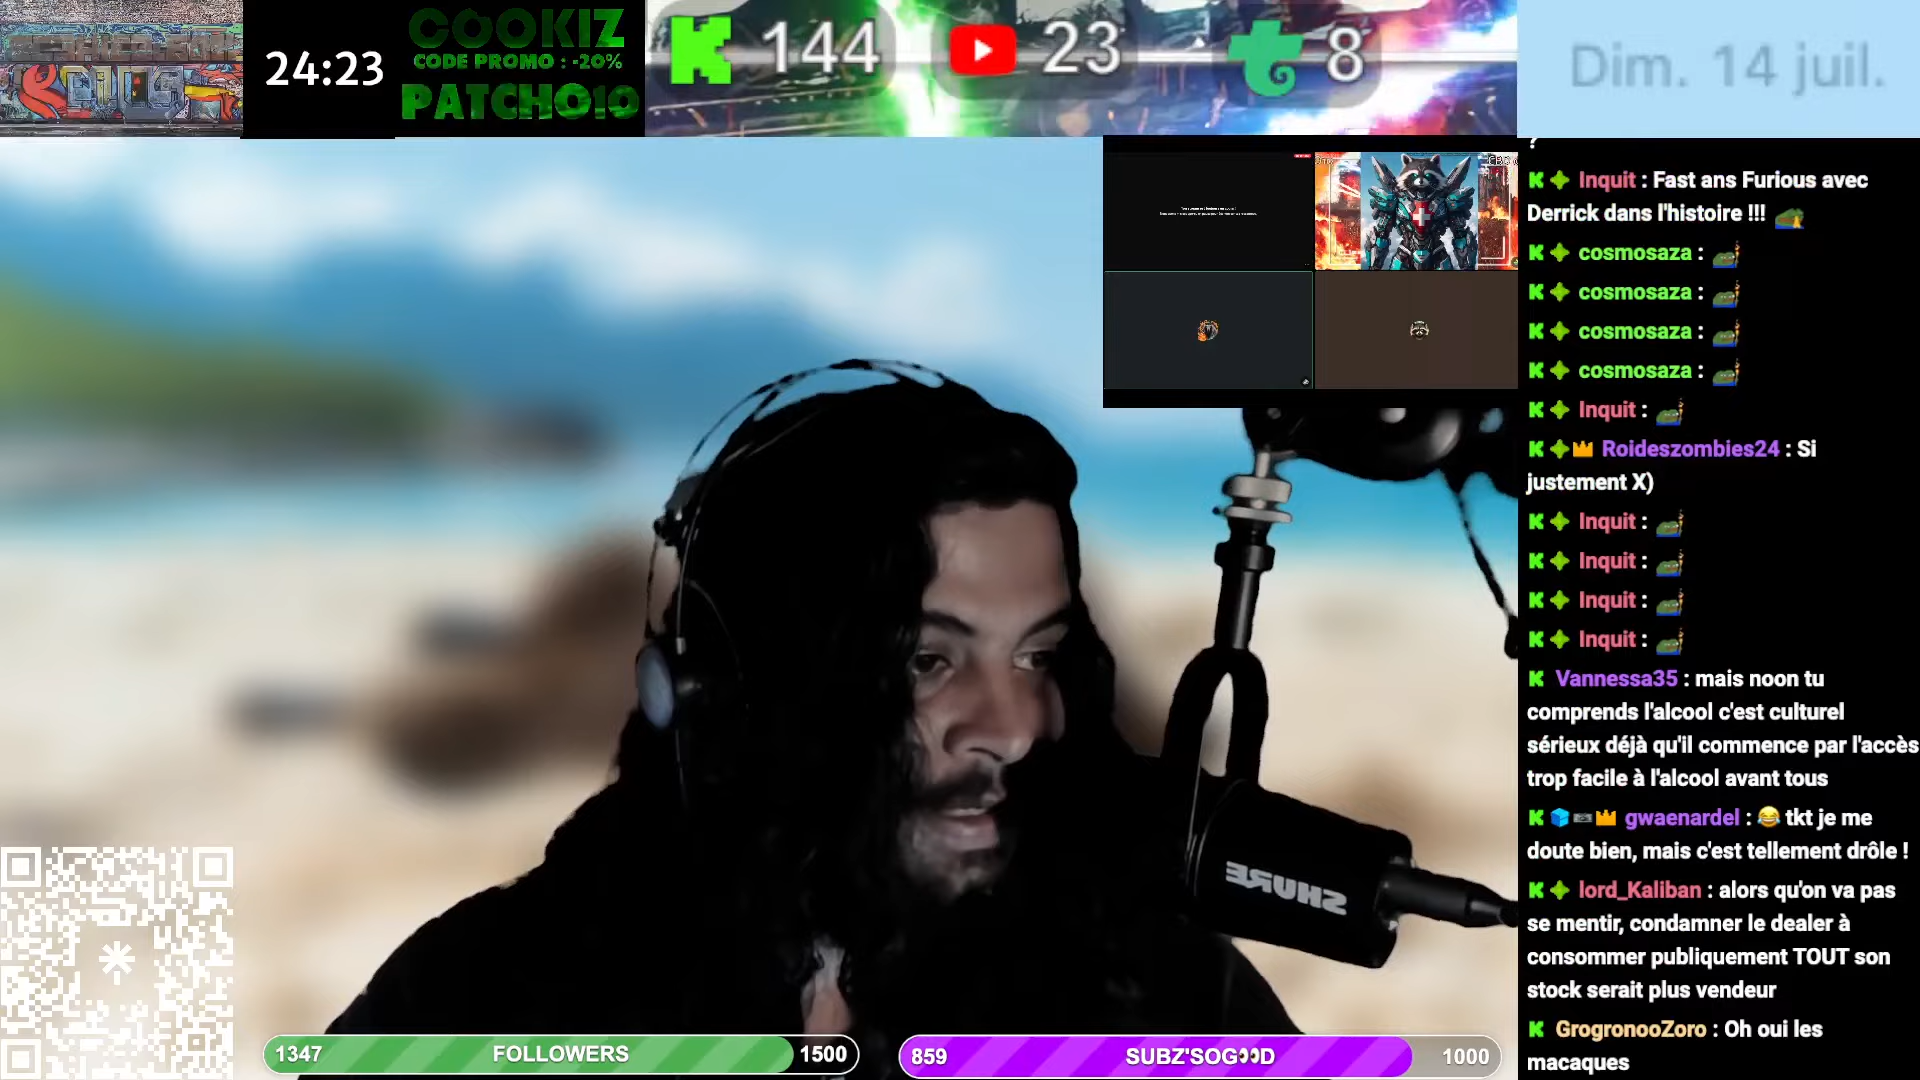 24:23
COOKIZ
CODE PROMO : -20%
PATCHO10
144
23
8
Dim. 14 juil.
?
Inquit : Fast ans Furious avec
Derrick dans l'histoire !!!
cosmosaza :
cosmosaza :
cosmosaza :
cosmosaza :
Inquit :
Roideszombies24 : Si
justement X)
Inquit :
Inquit :
Inquit :
Inquit :
Vannessa35 : mais noon tu
comprends l'alcool c'est culturel
sérieux déjà qu'il commence par l'accès
trop facile à l'alcool avant tous
gwaenardel : 😂 tkt je me
doute bien, mais c'est tellement drôle !
lord_Kaliban : alors qu'on va pas
se mentir, condamner le dealer à
consommer publiquement TOUT son
stock serait plus vendeur
GrogronooZoro : Oh oui les
macaques
SHURE
1347 FOLLOWERS 1500
859 SUBZ'SOG👀D 1000